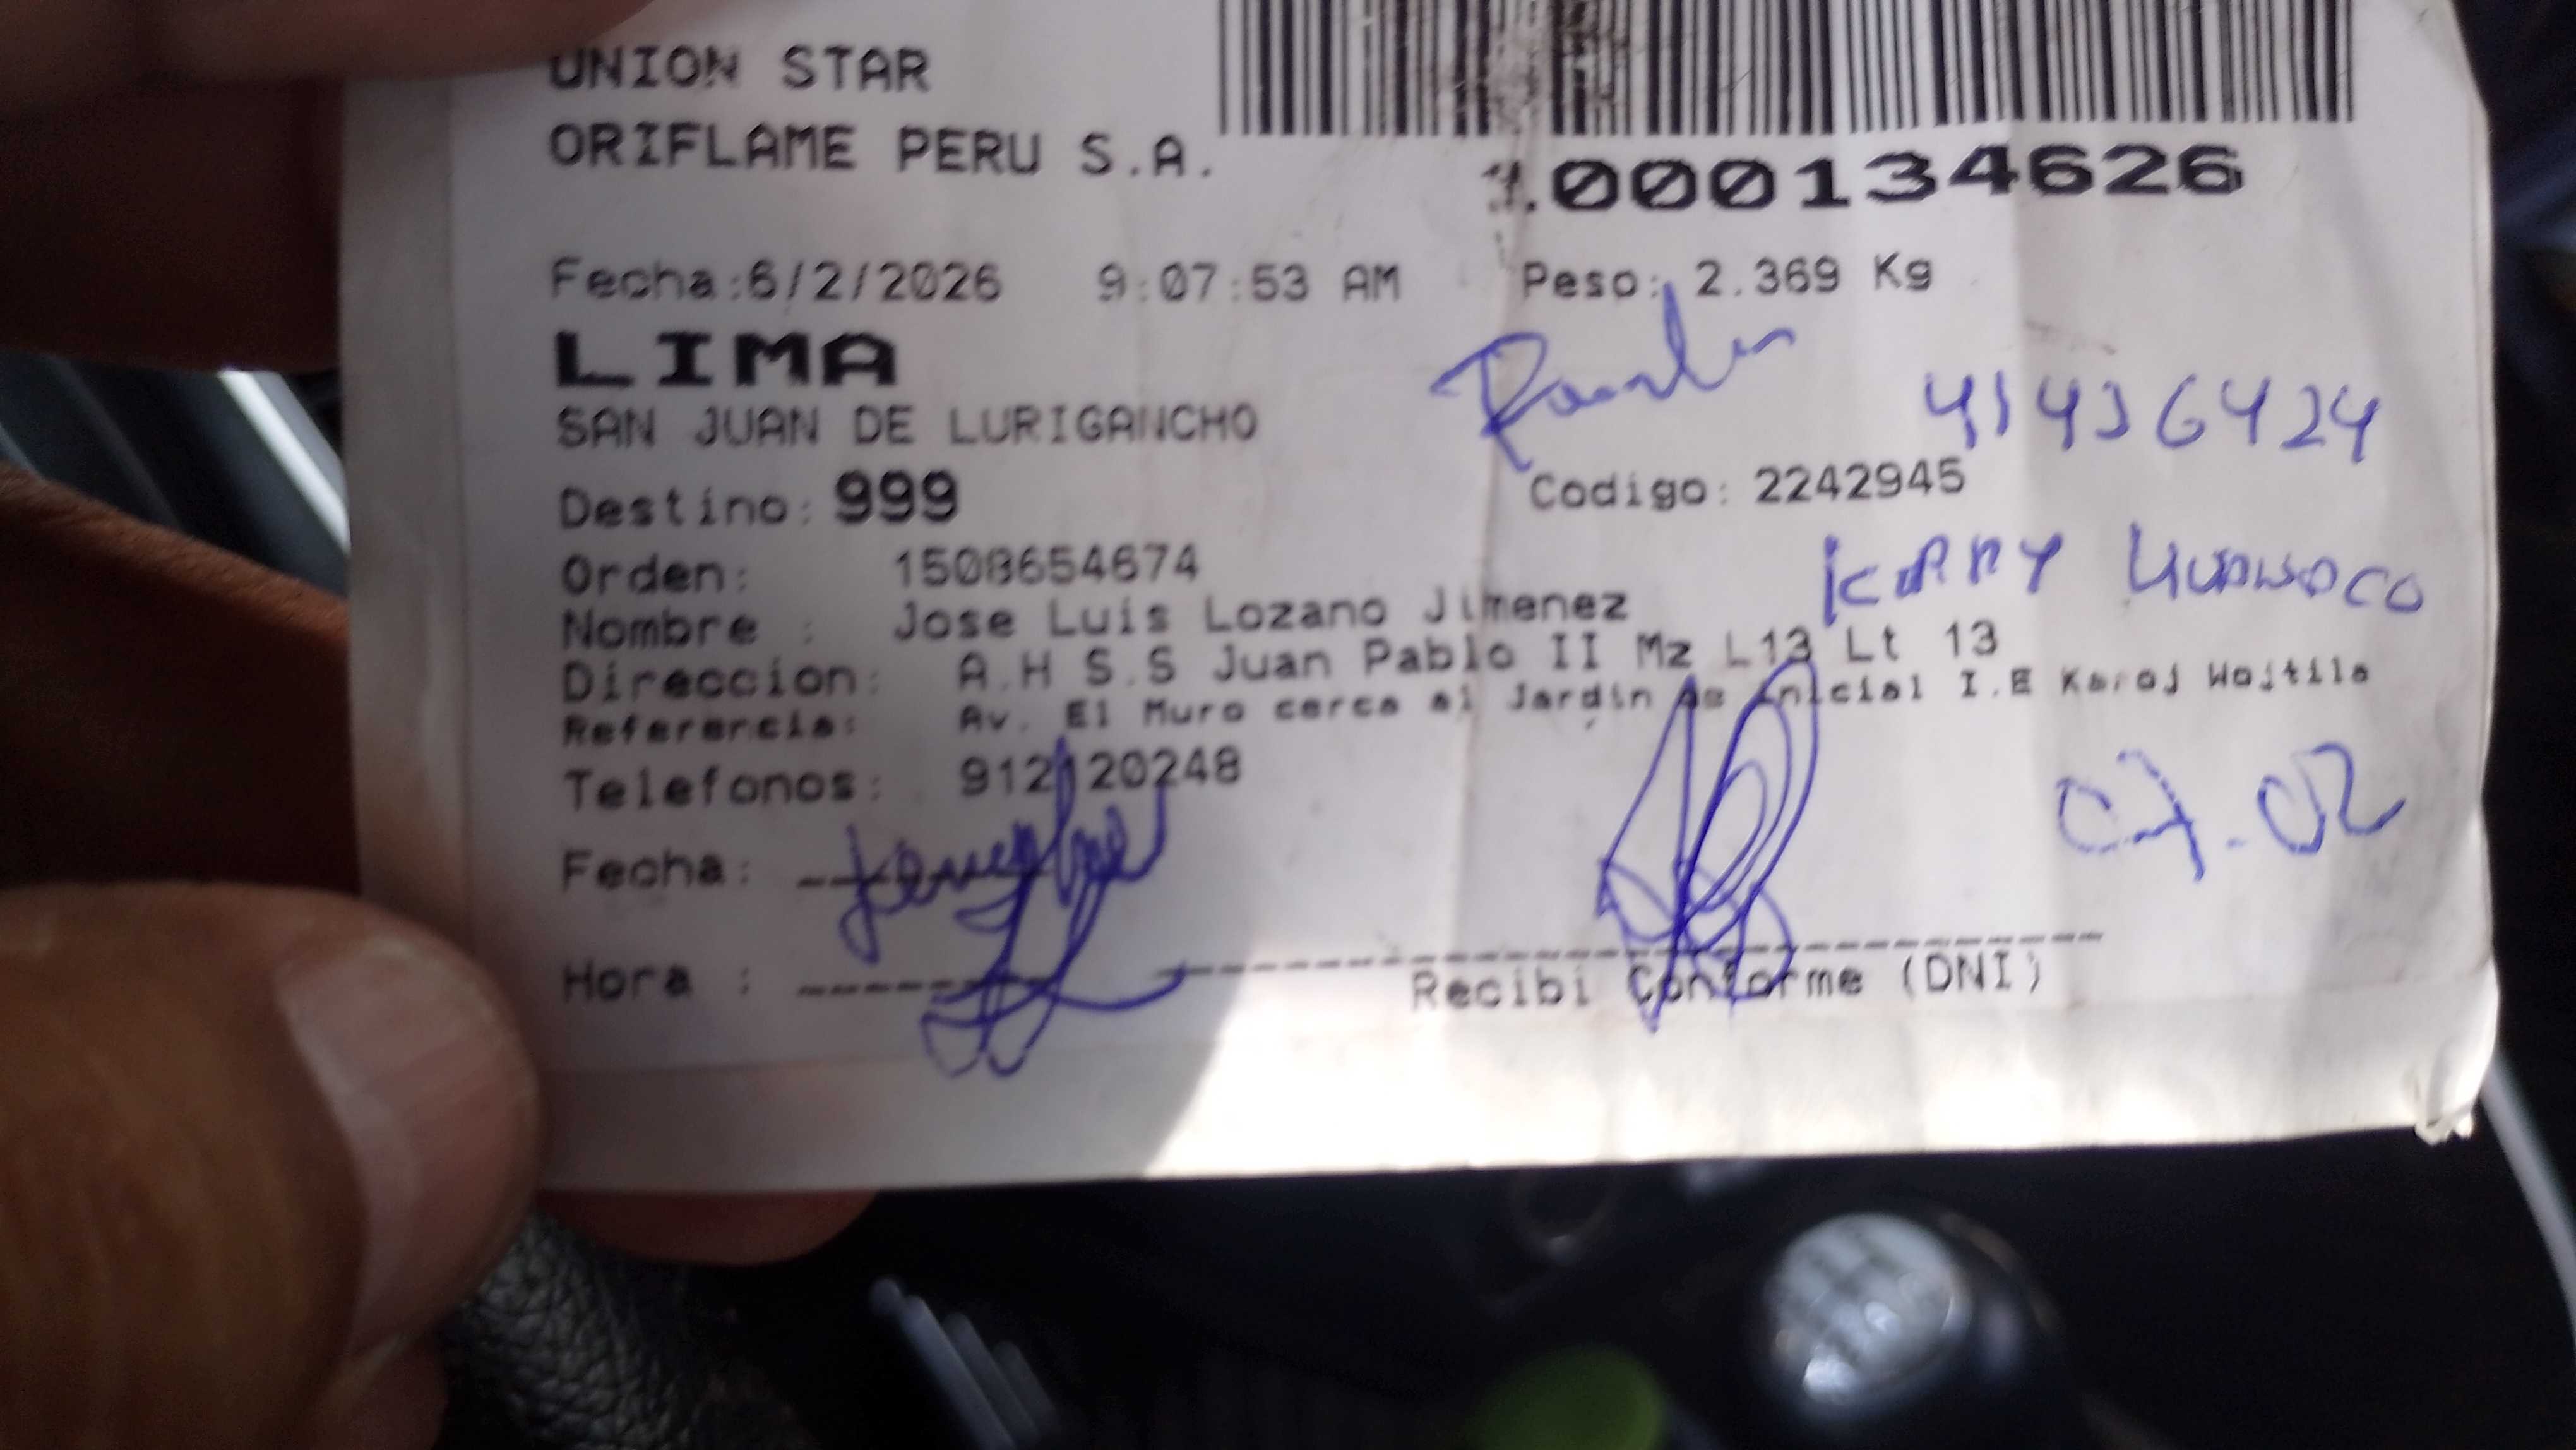 UNION STAR
ORIFLAME PERU S.A.
000134626
Fecha:6/2/2026 9:07:53 AM Peso: 2.369 Kg
LIMA
SAN JUAN DE LURIGANCHO
Destino: 999 Codigo: 2242945
Orden: 1508654674
Nombre : Jose Luis Lozano Jimenez
Direccion: A.H S.S Juan Pablo II Mz L13 Lt 13
Referencia: Av. El Muro cerca al Jardin de Inicial I.E Karoj Wojtila
Telefonos: 912120248
07.02
Fecha:
Hora :
Recibi Conforme (DNI)